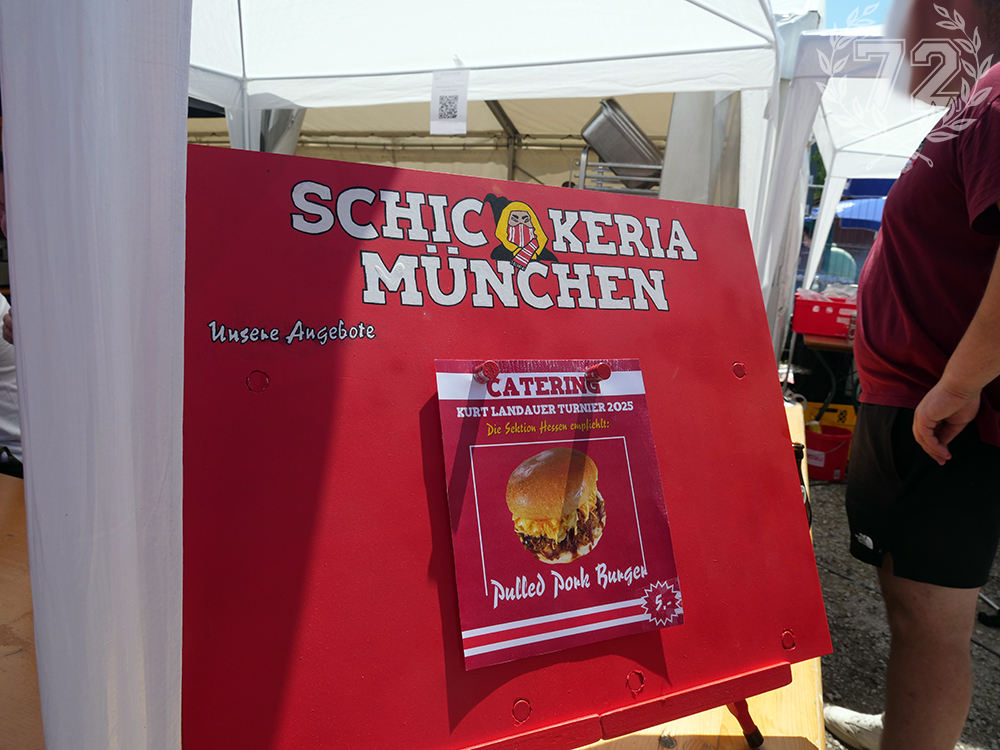 72
SCHICKERIA
MÜNCHEN
Unsere Angebote
CATERING
KURT LANDAUER TURNIER 2025
Die Sektion Hessen empfiehlt:
Pulled Pork Burger
5.-